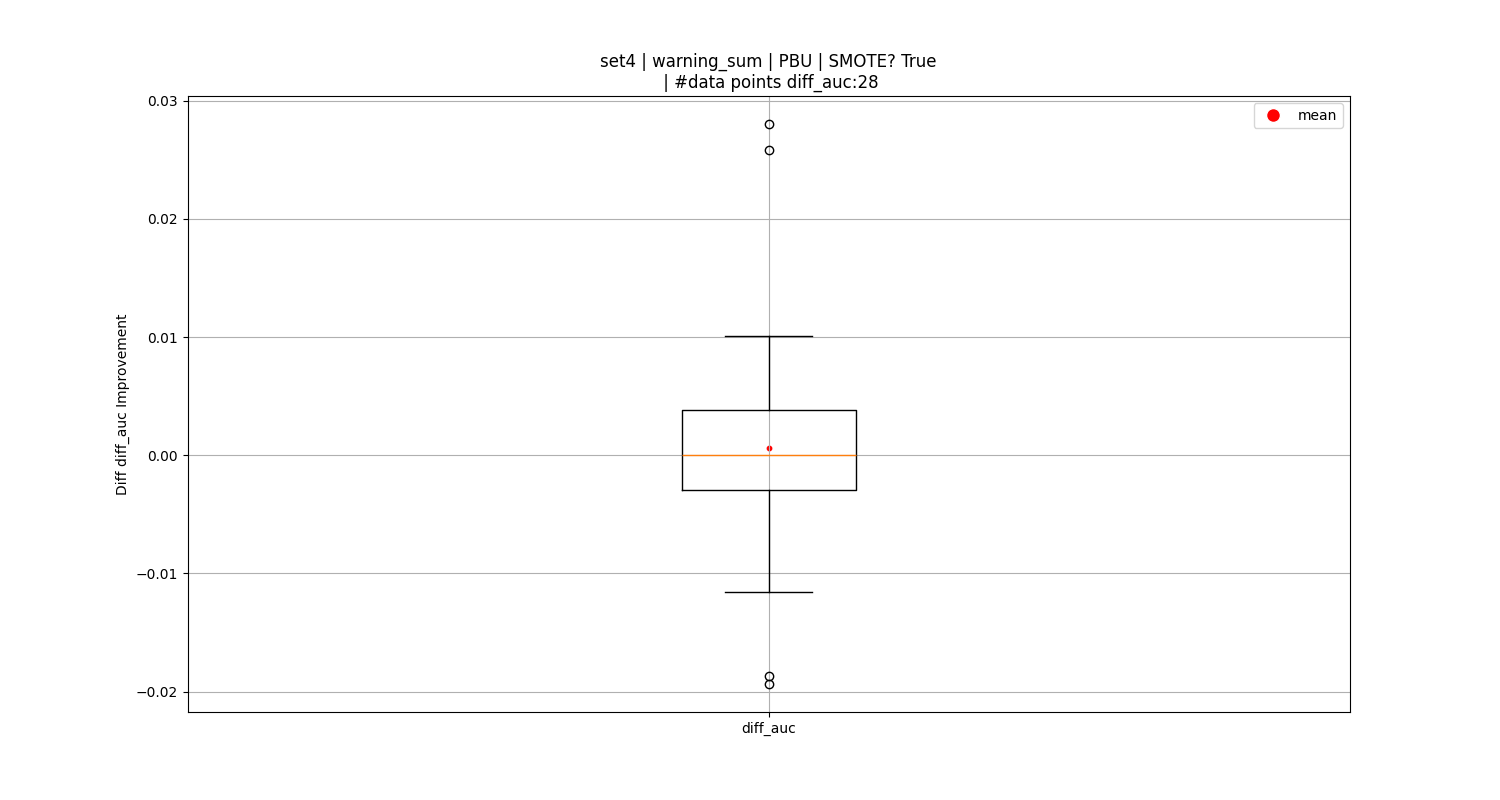 set4 | warning_sum | PBU | SMOTE? True
| #data points diff_auc:28
mean
0.03
0.02
0.01
0.00
−0.01
−0.02
Diff diff_auc Improvement
diff_auc